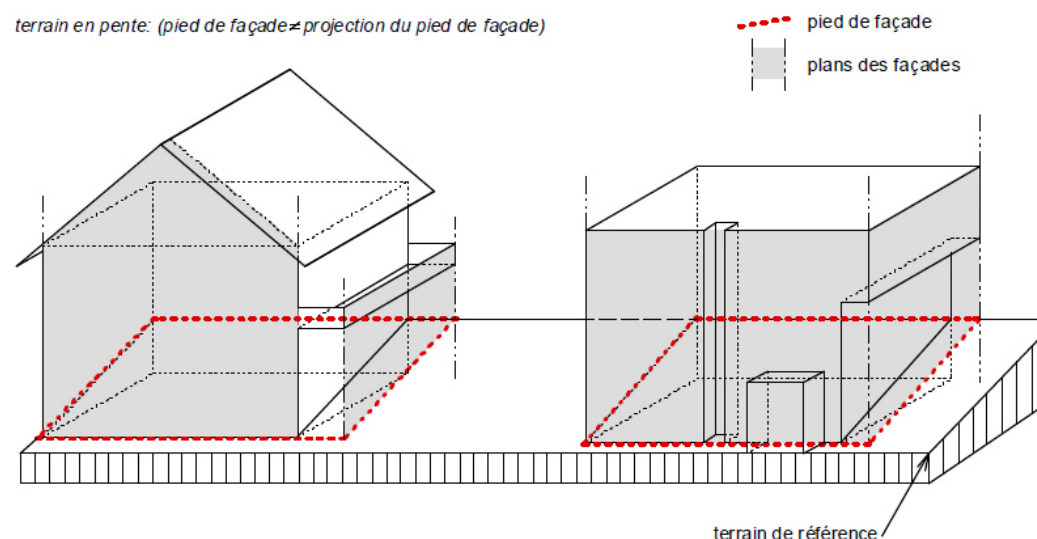 terrain en pente: (pied de façade≠projection du pied de façade)
pied de façade
plans des façades
terrain de référence